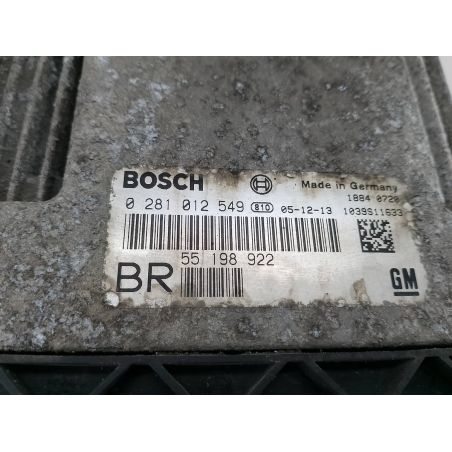 BOSCH Made in Germany
1884 0720
0 281 012 549 810 05-12-13 1039S11633
55 198 922
BR GM